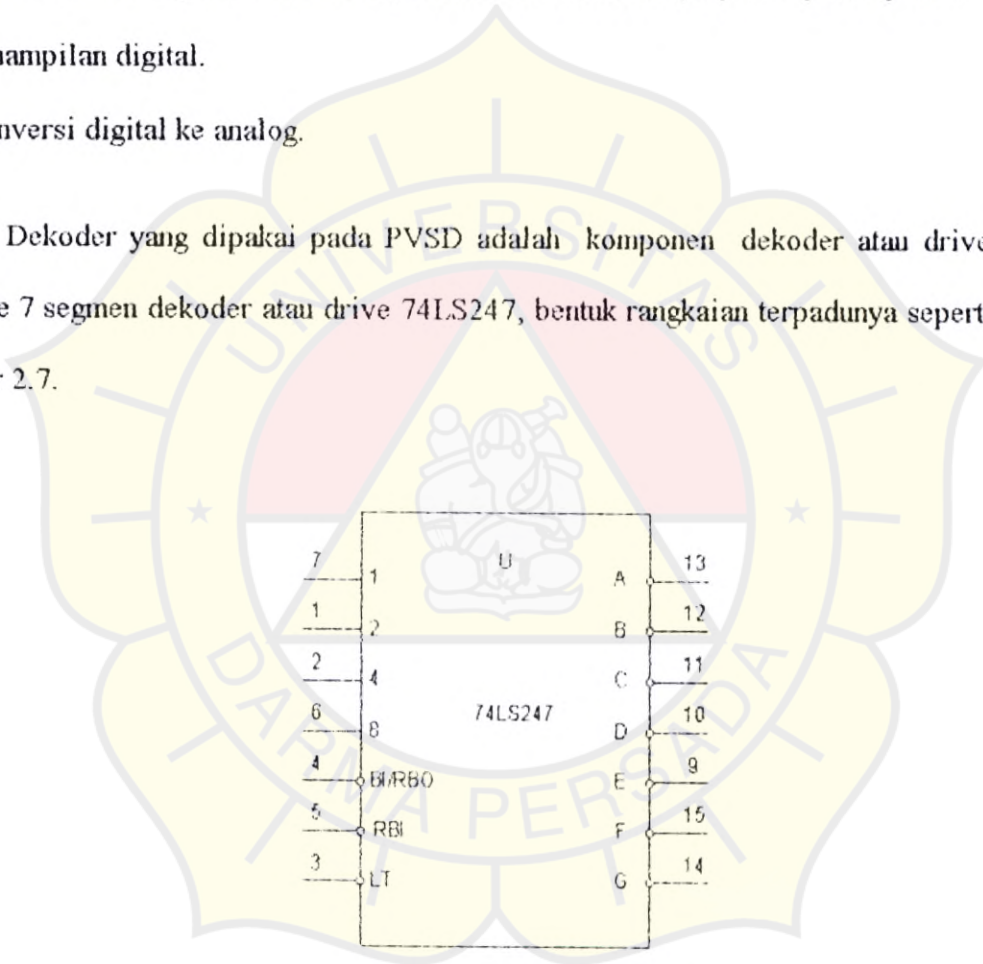 nampilan digital.
nversi digital ke analog.
Dekoder yang dipakai pada PVSD adalah komponen dekoder atau drive
e 7 segmen dekoder atau drive 74LS247, bentuk rangkaian terpadunya sepert
r 2.7.
UNIVERSITAS
7 1 U A 13
1 2 B 12
2 4 C 11
6 8 74LS247 D 10
4 BI/RBO E 9
5 RBI F 15
3 LT G 14
DARMA PERSADA